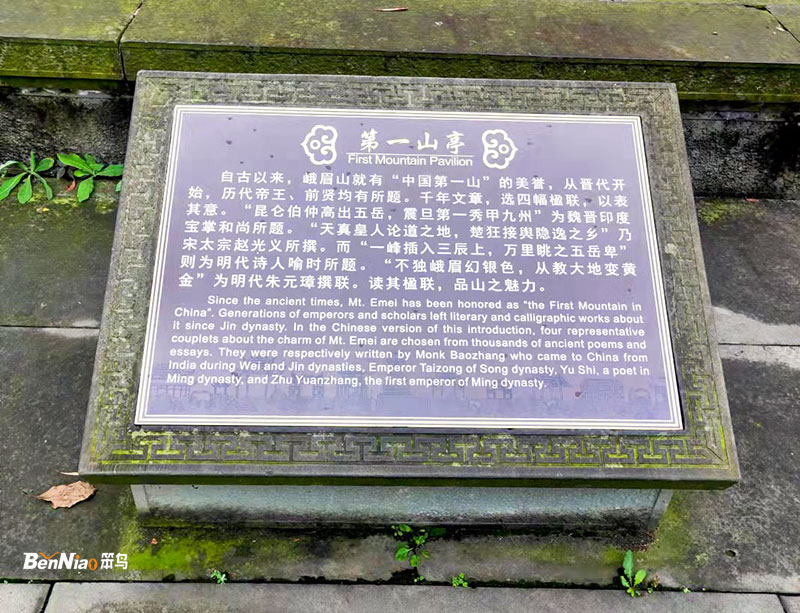 第一山亭
First Mountain Pavilion
自古以来，峨眉山就有“中国第一山”的美誉，从晋代开
始，历代帝王、前贤均有所题。千年文章，选四幅楹联，以表
其意。“昆仑伯仲高出五岳，震旦第一秀甲九州”为魏晋印度
宝掌和尚所题。“天真皇人论道之地，楚狂接舆隐逸之乡”乃
宋太宗赵光义所撰。而“一峰插入三辰上，万里眺之五岳卑”
则为明代诗人喻时所题。“不独峨眉幻银色，从教大地变黄
金”为明代朱元璋撰联。读其楹联，品山之魅力。
Since the ancient times, Mt. Emei has been honored as "the First Mountain in
China". Generations of emperors and scholars left literary and calligraphic works about
it since Jin dynasty. In the Chinese version of this introduction, four representative
couplets about the charm of Mt. Emei are chosen from thousands of ancient poems and
essays. They were respectively written by Monk Baozhang who came to China from
India during Wei and Jin dynasties, Emperor Taizong of Song dynasty, Yu Shi, a poet in
Ming dynasty, and Zhu Yuanzhang, the first emperor of Ming dynasty.
BenNiao 笨鸟